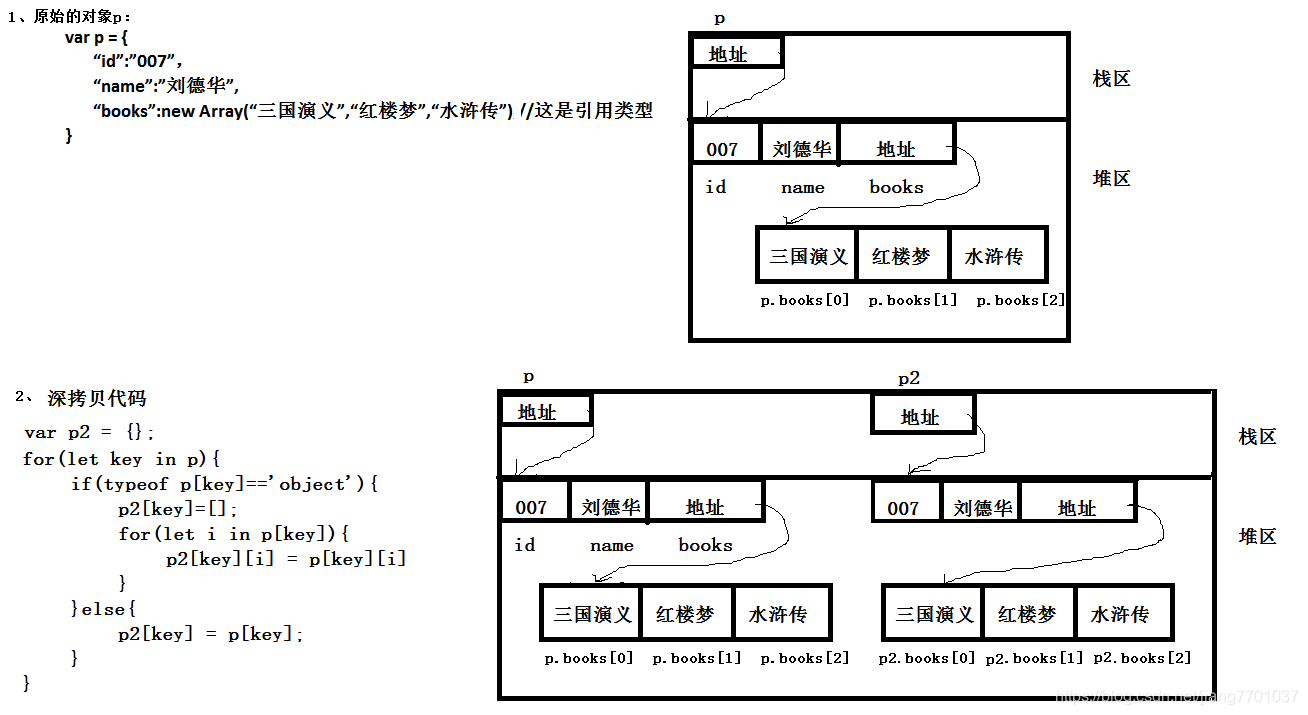 1、原始的对象p：
var p = {
“id”:”007”，
“name”:”刘德华”,
“books”:new Array(“三国演义”,“红楼梦”,“水浒传”) //这是引用类型
}
p
地址
栈区
007 刘德华 地址
堆区
id name books
三国演义 红楼梦 水浒传
p.books[0] p.books[1] p.books[2]
2、 深拷贝代码
var p2 = {};
for(let key in p){
if(typeof p[key]=='object'){
p2[key]=[];
for(let i in p[key]){
p2[key][i] = p[key][i]
}
}else{
p2[key] = p[key];
}
}
p p2
地址 地址
栈区
007 刘德华 地址 007 刘德华 地址
堆区
id name books
三国演义 红楼梦 水浒传 三国演义 红楼梦 水浒传
p.books[0] p.books[1] p.books[2] p2.books[0] p2.books[1] p2.books[2]
https://blog.csdn.net/jiang7701037